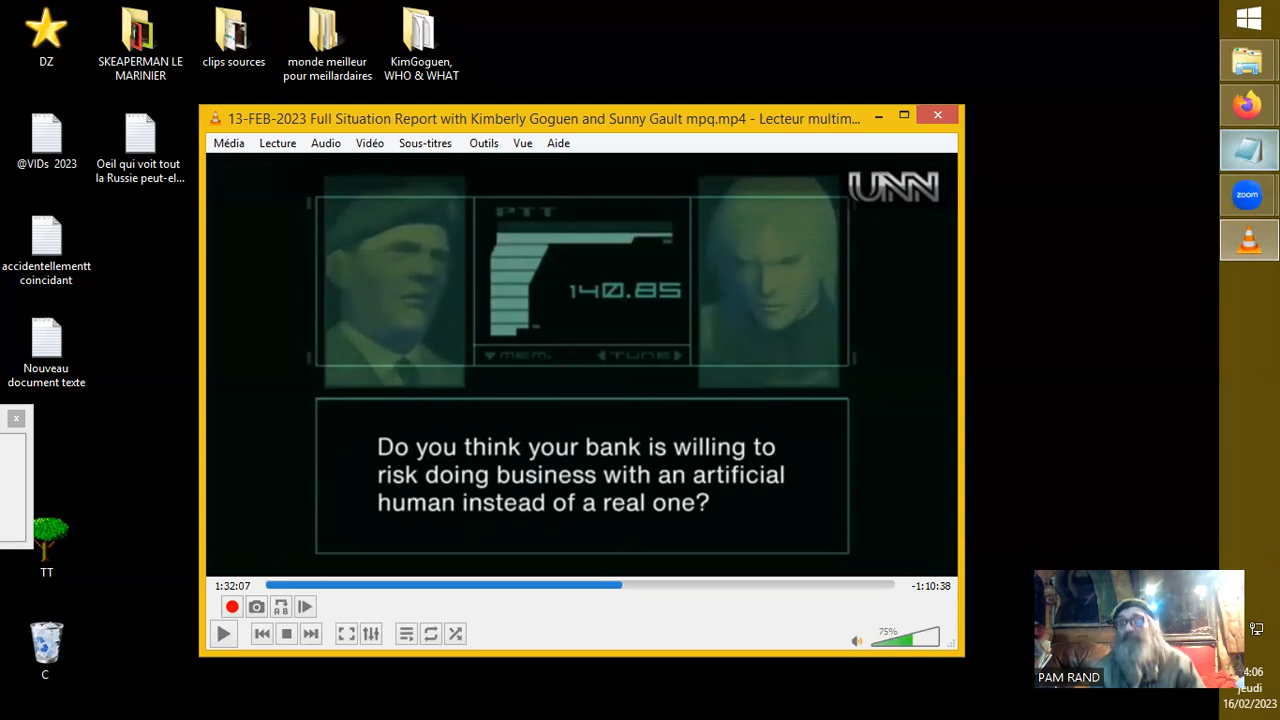 DZ
SKEAPERMAN LE
MARINIER
clips sources
monde meilleur
pour meillardaires
KimGoguen,
WHO & WHAT
@VIDs 2023
Oeil qui voit tout
la Russie peut-el...
accidentellementt
coincidant
Nouveau
document texte
x
TT
C
13-FEB-2023 Full Situation Report with Kimberly Goguen and Sunny Gault mpq.mp4 - Lecteur multim...
Média Lecture Audio Vidéo Sous-titres Outils Vue Aide
UNN
PTT
140.85
MEM. TUNE
Do you think your bank is willing to
risk doing business with an artificial
human instead of a real one?
1:32:07
-1:10:38
A B
75%
zoom
PAM RAND
4:06
jeudi
16/02/2023